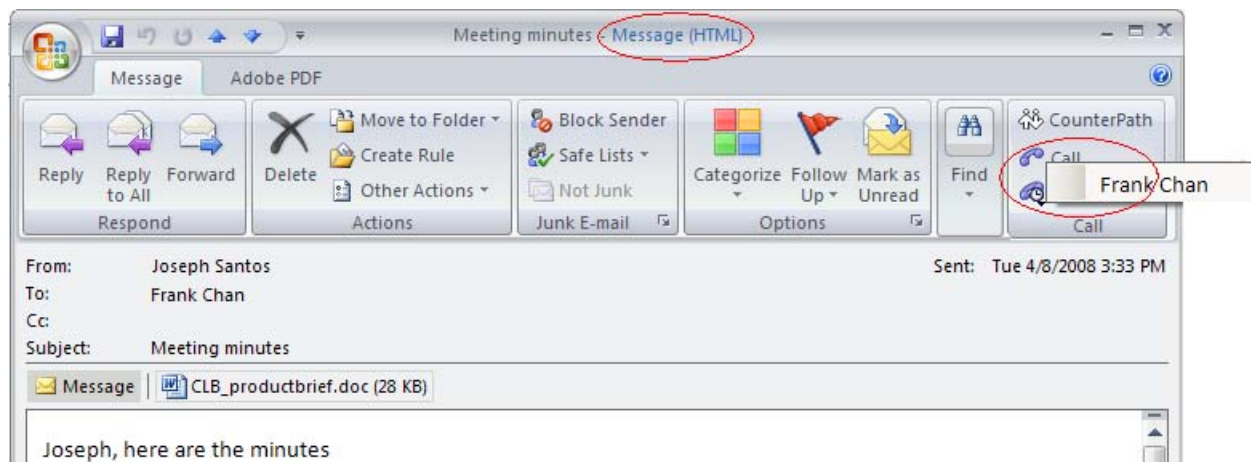 Meeting minutes - Message (HTML)
Message Adobe PDF
Reply
Reply to All
Forward
Respond
Delete
Move to Folder
Create Rule
Other Actions
Actions
Block Sender
Safe Lists
Not Junk
Junk E-mail
Categorize
Follow Up
Mark as Unread
Options
Find
CounterPath
Call
Frank Chan
Call
From: Joseph Santos Sent: Tue 4/8/2008 3:33 PM
To: Frank Chan
Cc:
Subject: Meeting minutes
Message CLB_productbrief.doc (28 KB)
Joseph, here are the minutes